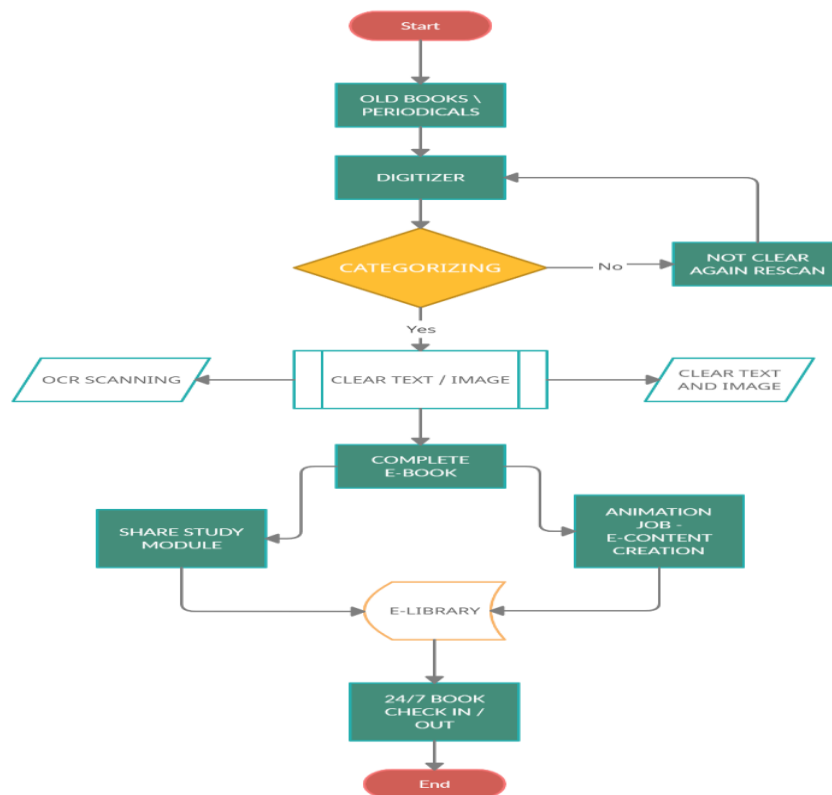 Start
OLD BOOKS \
PERIODICALS
DIGITIZER
CATEGORIZING
No
NOT CLEAR
AGAIN RESCAN
Yes
OCR SCANNING
CLEAR TEXT / IMAGE
CLEAR TEXT
AND IMAGE
COMPLETE
E-BOOK
SHARE STUDY
MODULE
ANIMATION
JOB -
E-CONTENT
CREATION
E-LIBRARY
24/7 BOOK
CHECK IN /
OUT
End